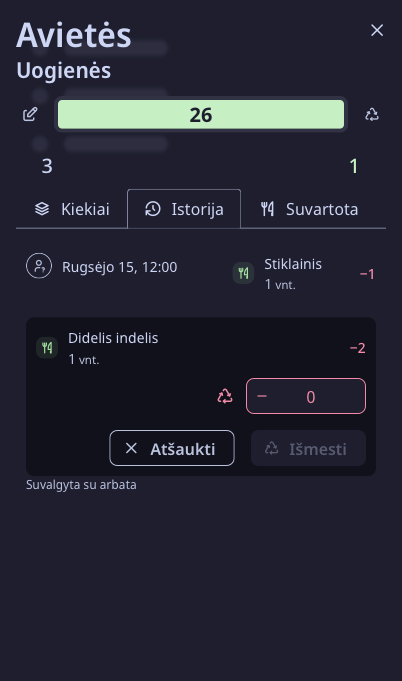 Avietės
Uogienės
26
3
1
Kiekiai
Istorija
Suvartota
Rugsėjo 15, 12:00
Stiklainis
1 vnt.
−1
Didelis indelis
1 vnt.
−2
− 0
Atšaukti
Išmesti
Suvalgyta su arbata